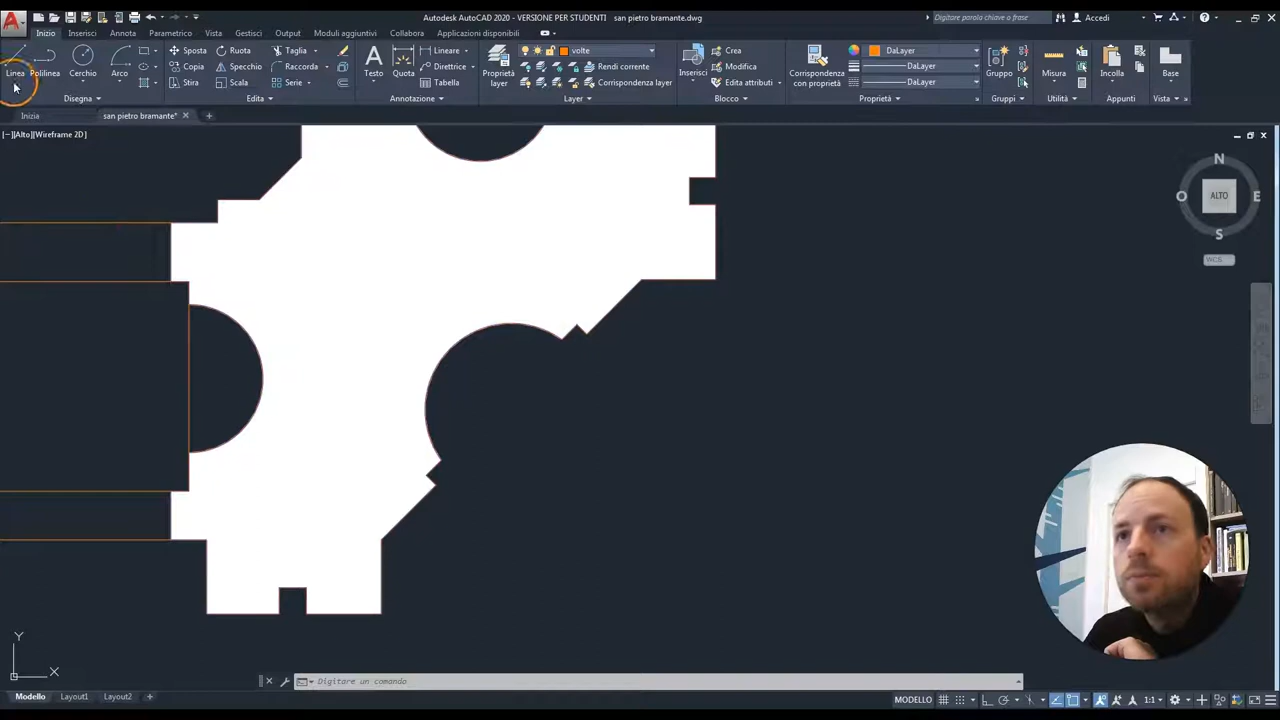 Autodesk AutoCAD 2020 - VERSIONE PER STUDENTI san pietro bramante.dwg
Digitare parola chiave o frase
Accedi
Inizio Inserisci Annota Parametrico Vista Gestisci Output Moduli aggiuntivi Collabora Applicazioni disponibili
Linea Polilinea Cerchio Arco
Sposta Ruota Taglia
Copia Specchio Raccorda
Stira Scala Serie
Testo Quota
Lineare
Direttrice
Tabella
Proprietà layer
volte
Rendi corrente
Corrispondenza layer
Inserisci
Crea
Modifica
Edita attributi
Corrispondenza con proprietà
DaLayer
DaLayer
DaLayer
Gruppo
Misura
Incolla
Base
Disegna Edita Annotazione Layer Blocco Proprietà Gruppi Utilità Appunti Vista
Inizia san pietro bramante*
[−][Alto][Wireframe 2D]
N
O ALTO E
S
WCS
Y
X
Digitare un comando
Modello Layout1 Layout2
MODELLO 1:1